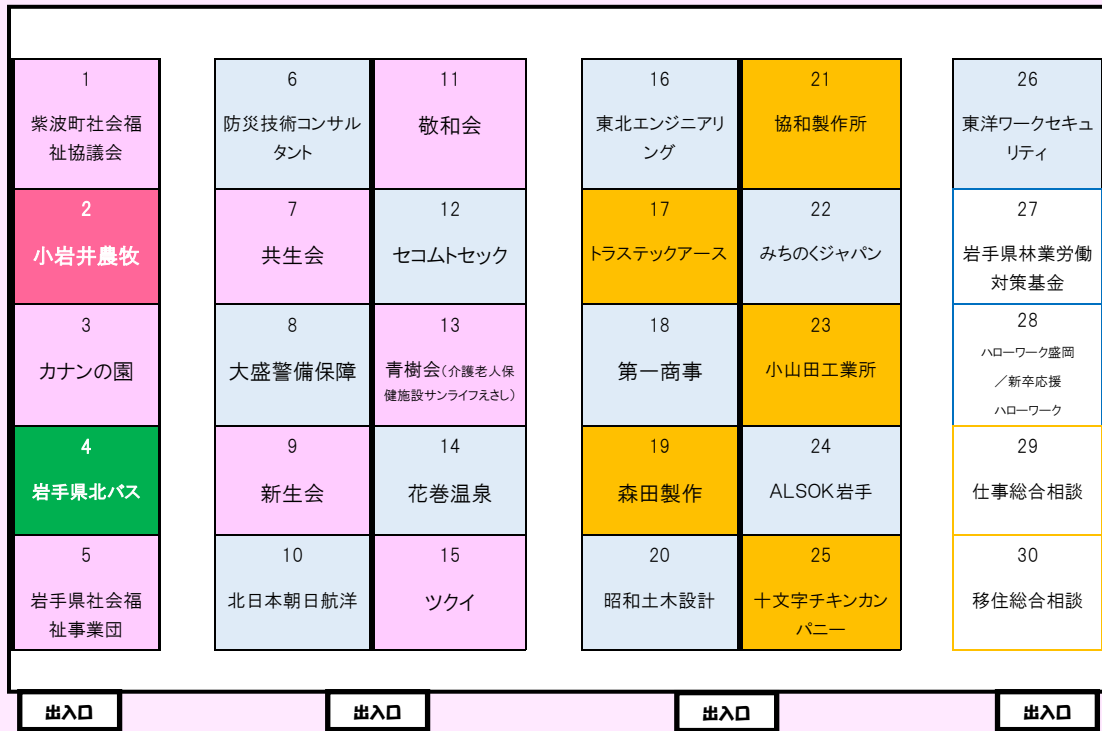 1
紫波町社会福
祉協議会
2
小岩井農牧
3
カナンの園
4
岩手県北バス
5
岩手県社会福
祉事業団
6
防災技術コンサル
タント
7
共生会
8
大盛警備保障
9
新生会
10
北日本朝日航洋
11
敬和会
12
セコムトセック
13
青樹会(介護老人保
健施設サンライフえさし)
14
花巻温泉
15
ツクイ
16
東北エンジニアリ
ング
17
トラステックアース
18
第一商事
19
森田製作
20
昭和土木設計
21
協和製作所
22
みちのくジャパン
23
小山田工業所
24
ALSOK岩手
25
十文字チキンカン
パニー
26
東洋ワークセキュ
リティ
27
岩手県林業労働
対策基金
28
ハローワーク盛岡
／新卒応援
ハローワーク
29
仕事総合相談
30
移住総合相談
出入口
出入口
出入口
出入口